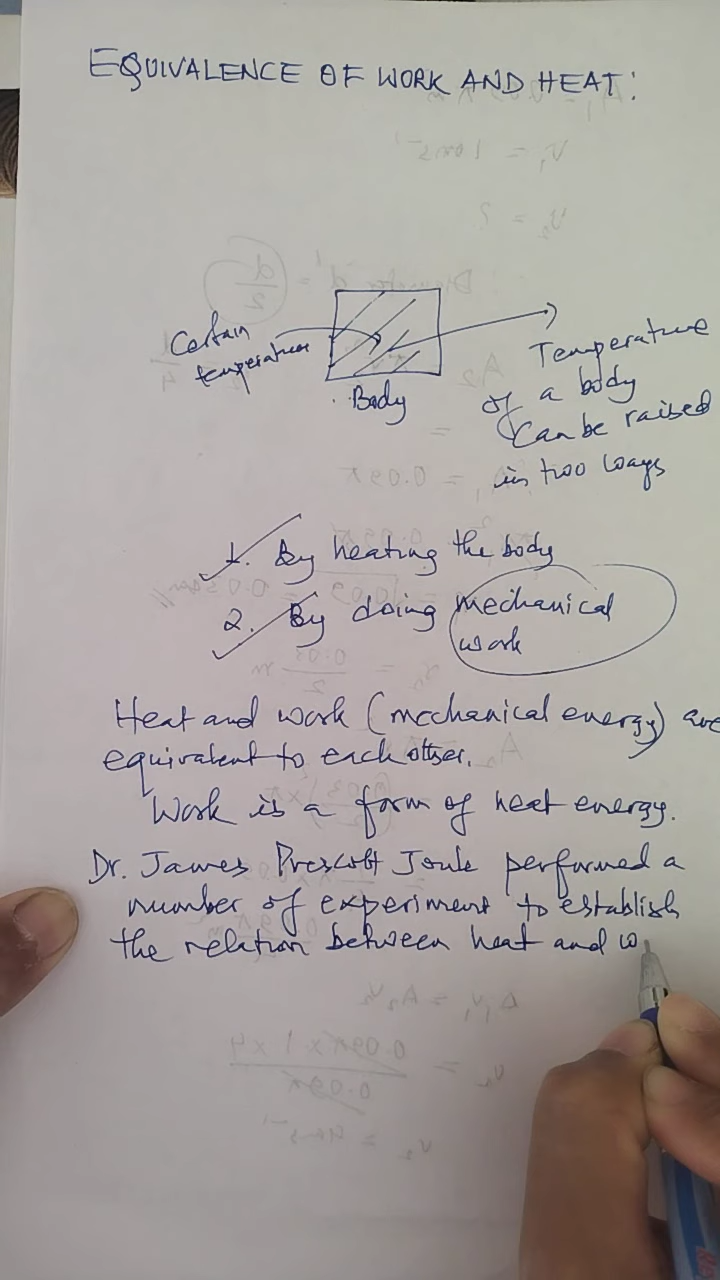 EQUIVALENCE OF WORK AND HEAT:
Certain
temperature
Body
Temperature
of a body
Can be raised
in two ways
1. By heating the body
2. By doing mechanical
work
Heat and work (mechanical energy) are
equivalent to each other.
Work is a form of heat energy.
Dr. James Prescott Joule performed a
number of experiment to establish
the relation between heat and w